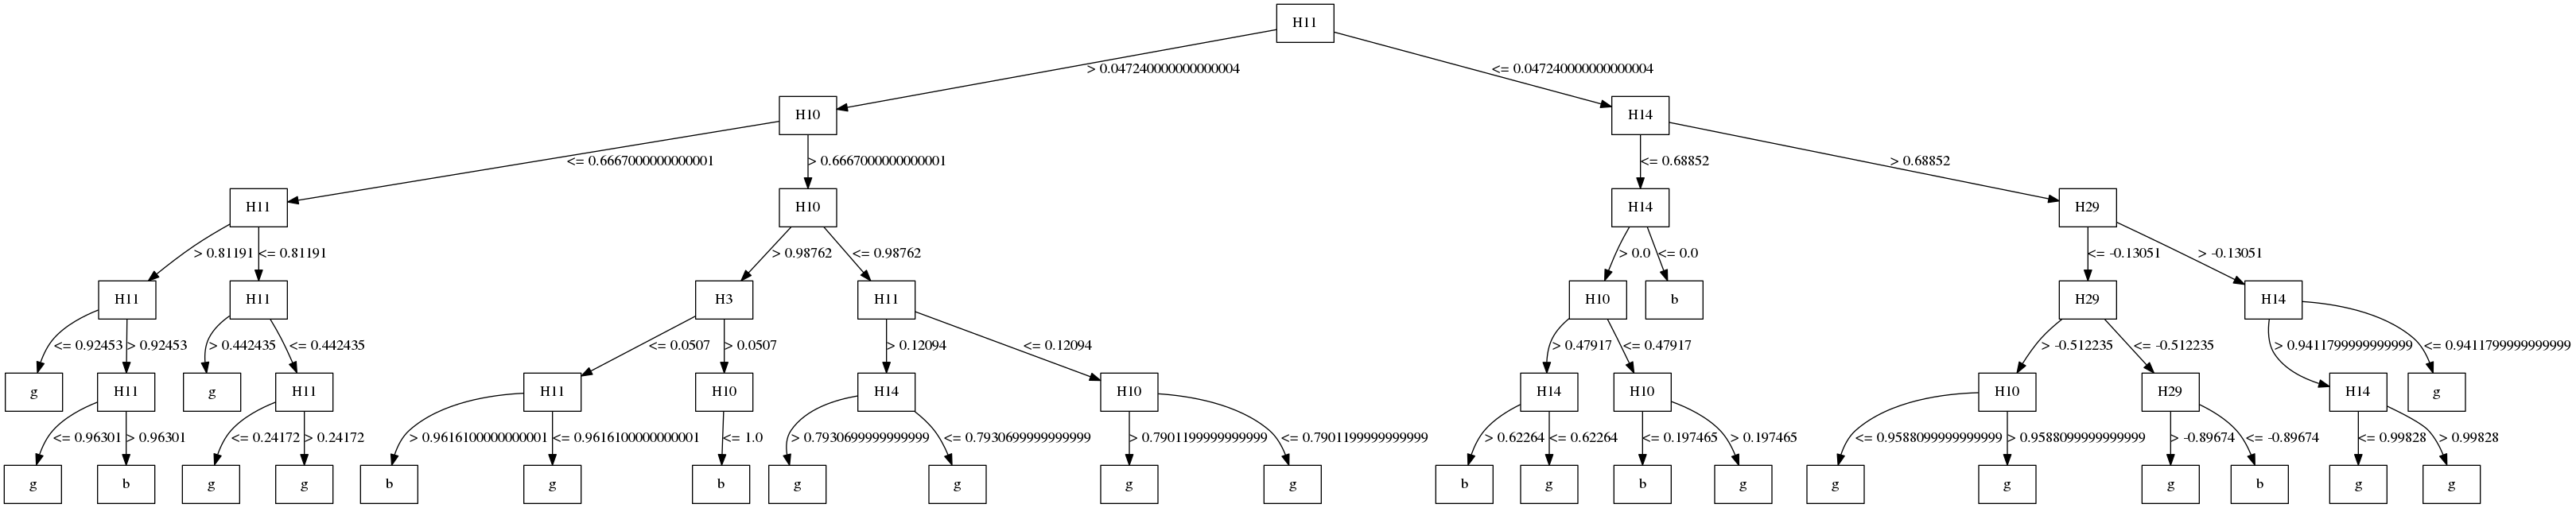 H11
> 0.047240000000000004 <= 0.047240000000000004
H10 H14
<= 0.6667000000000001 > 0.6667000000000001 <= 0.68852 > 0.68852
H11 H10 H14 H29
> 0.81191 <= 0.81191 > 0.98762 <= 0.98762 > 0.0 <= 0.0 <= -0.13051 > -0.13051
H11 H11 H3 H11 H10 b H29 H14
<= 0.92453 > 0.92453 > 0.442435 <= 0.442435 <= 0.0507 > 0.0507 > 0.12094 <= 0.12094 > 0.47917 <= 0.47917 > -0.512235 <= -0.512235 > 0.9411799999999999 <= 0.9411799999999999
g H11 g H11 H11 H10 H14 H10 H14 H10 H10 H29 H14 g
<= 0.96301 > 0.96301 <= 0.24172 > 0.24172 > 0.9616100000000001 <= 0.9616100000000001 <= 1.0 > 0.7930699999999999 <= 0.7930699999999999 > 0.7901199999999999 <= 0.7901199999999999 > 0.62264 <= 0.62264 <= 0.197465 > 0.197465 <= 0.9588099999999999 > 0.9588099999999999 > -0.89674 <= -0.89674 <= 0.99828 > 0.99828
g b g g b g b g g g g b g b g g g g b g g